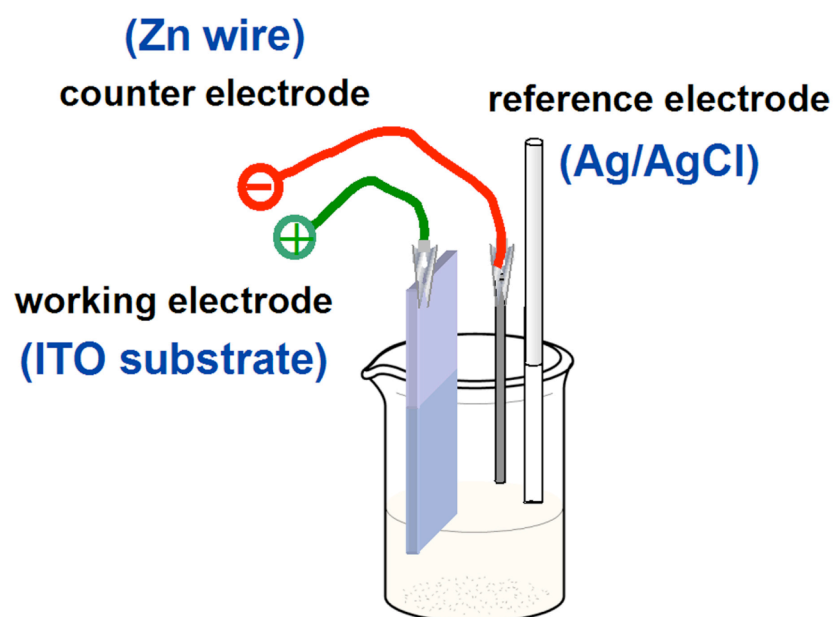 (Zn wire)
counter electrode
reference electrode
(Ag/AgCl)
−
+
working electrode
(ITO substrate)